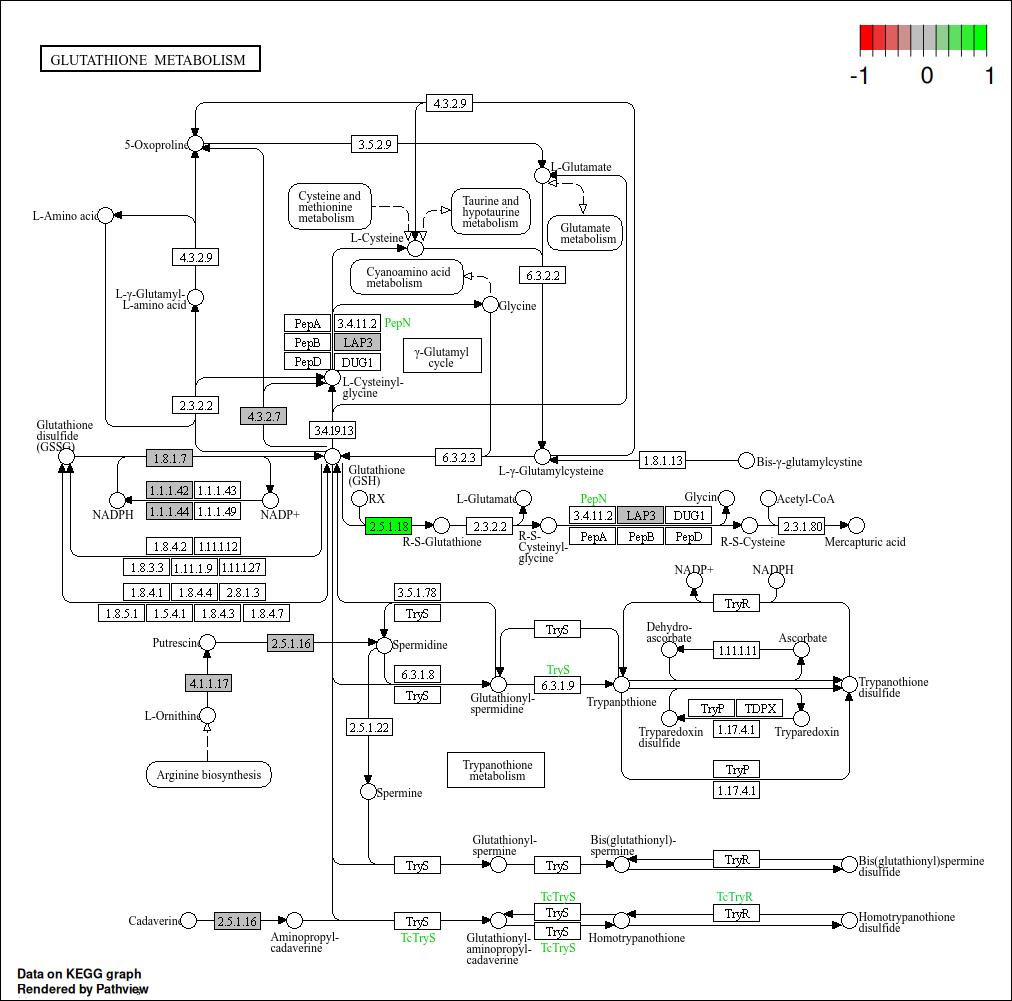 GLUTATHIONE METABOLISM
-1 0 1
4.3.2.9
5-Oxoproline
3.5.2.9
L-Glutamate
Cysteine and
methionine
metabolism
Taurine and
hypotaurine
metabolism
L-Amino acid
Glutamate
metabolism
L-Cysteine
4.3.2.9
Cyanoamino acid
metabolism
6.3.2.2
L-γ-Glutamyl-
L-amino acid
Glycine
PepA 3.4.11.2 PepN
PepB LAP3
PepD DUG1
γ-Glutamyl
cycle
L-Cysteinyl-
glycine
2.3.2.2
4.3.2.7
3.4.19.13
Glutathione
disulfide
(GSSG)
1.8.1.7
6.3.2.3
1.8.1.13
Bis-γ-glutamylcystine
Glutathione
(GSH)
L-γ-Glutamylcysteine
1.1.1.42 1.1.1.43
1.1.1.44 1.1.1.49
NADPH
NADP+
RX
L-Glutamate
PepN
Glycin
Acetyl-CoA
2.5.1.18
R-S-Glutathione
2.3.2.2
R-S-
Cysteinyl-
glycine
3.4.11.2 LAP3 DUG1
PepA PepB PepD
R-S-Cysteine
2.3.1.80
Mercapturic acid
1.8.4.2 1.11.1.12
1.8.3.3 1.11.1.9 1.11.1.27
1.8.4.1 1.8.4.4 2.8.1.3
1.8.5.1 1.5.4.1 1.8.4.3 1.8.4.7
NADP+
NADPH
TryR
3.5.1.78
TryS
Putrescine
2.5.1.16
Spermidine
TryS
Dehydro-
ascorbate
1.11.1.11
Ascorbate
4.1.1.17
6.3.1.8
TryS
TryS
6.3.1.9
Glutathionyl-
spermidine
Trypanothione
Trypanothione
disulfide
L-Ornithine
2.5.1.22
TryP TDPX
1.17.4.1
Tryparedoxin
disulfide
Tryparedoxin
Arginine biosynthesis
Trypanothione
metabolism
TryP
1.17.4.1
Spermine
Glutathionyl-
spermine
Bis(glutathionyl)-
spermine
TryS
TryS
TryR
Bis(glutathionyl)spermine
disulfide
Cadaverine
2.5.1.16
Aminopropyl-
cadaverine
TryS
TcTryS
Glutathionyl-
aminopropyl-
cadaverine
TcTryS
TryS
TryS
TcTryS
Homotrypanothione
TcTryR
TryR
Homotrypanothione
disulfide
Data on KEGG graph
Rendered by Pathview